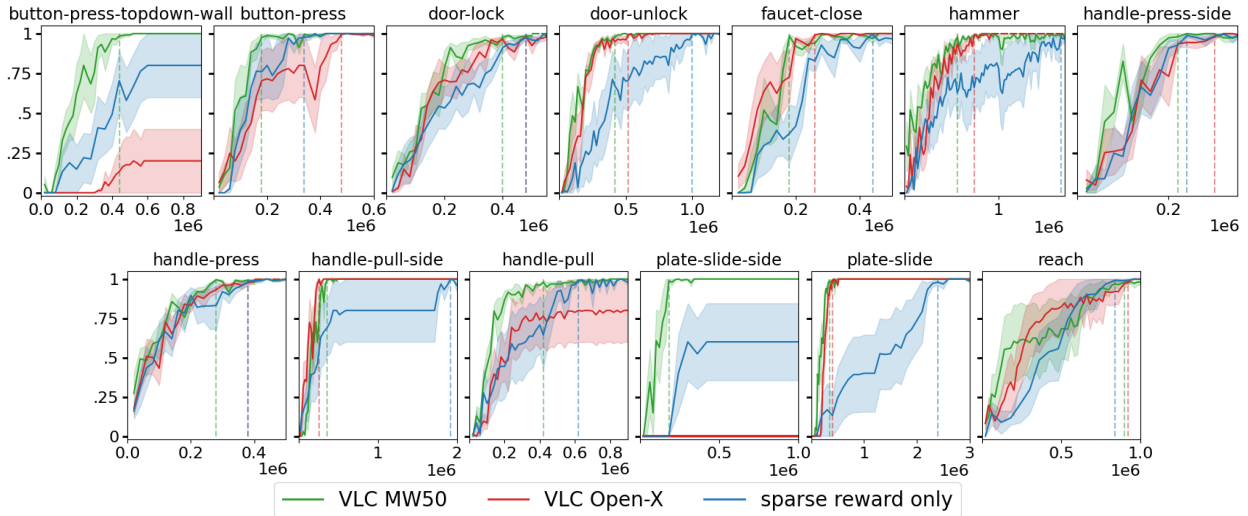 button-press-topdown-wall button-press door-lock door-unlock faucet-close hammer handle-press-side
1
.75
.5
.25
0
0.0 0.2 0.4 0.6 0.8 0.2 0.4 0.6 0.2 0.4 0.5 1.0 0.2 0.4 1 0.2
1e6 1e6 1e6 1e6 1e6 1e6 1e6
handle-press handle-pull-side handle-pull plate-slide-side plate-slide reach
1
.75
.5
.25
0
0.2 0.4 1 2 0.2 0.4 0.6 0.8 0.0 0.5 1.0 1 2 3 0.5 1.0
1e6 1e6 1e6 1e6 1e6 1e6
VLC MW50 VLC Open-X sparse reward only